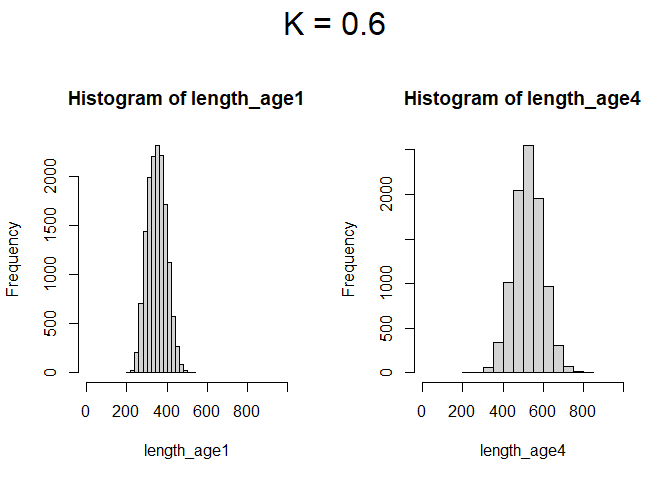 K = 0.6
Histogram of length_age1
Frequency
0
500
1000
1500
2000
0 200 400 600 800
length_age1
Histogram of length_age4
Frequency
0
500
1000
2000
0 200 400 600 800
length_age4